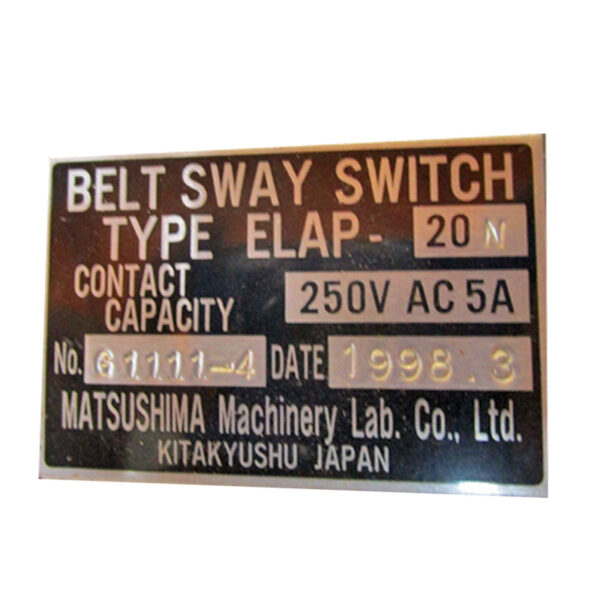 BELT SWAY SWITCH
TYPE ELAP- 20 N
CONTACT CAPACITY 250V AC 5A
No. 61111-4 DATE 1998.3
MATSUSHIMA Machinery Lab. Co., Ltd.
KITAKYUSHU JAPAN